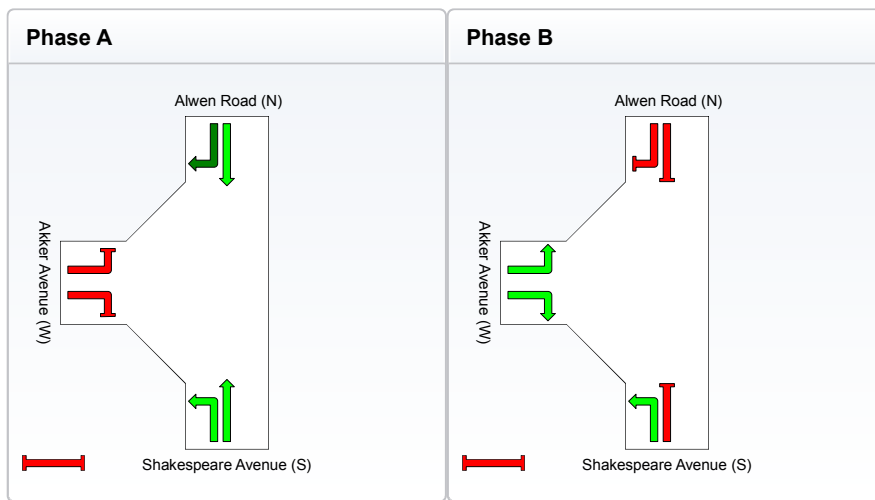 Phase A
Alwen Road (N)
Akker Avenue (W)
Shakespeare Avenue (S)
Phase B
Alwen Road (N)
Akker Avenue (W)
Shakespeare Avenue (S)